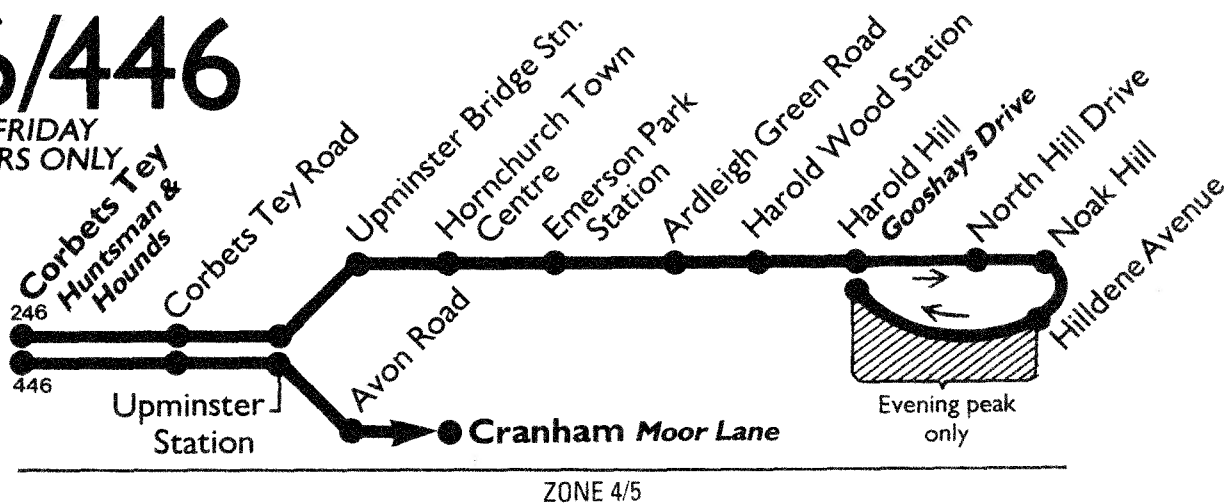 /446
FRIDAY
RS ONLY
Corbets Tey
Huntsman &
Hounds
Corbets Tey Road
Upminster Bridge Stn.
Hornchurch Town
Centre
Emerson Park
Station
Ardleigh Green Road
Harold Wood Station
Harold Hill
Gooshays Drive
North Hill Drive
Noak Hill
Hilldene Avenue
246
446
Upminster
Station
Avon Road
Cranham Moor Lane
Evening peak
only
ZONE 4/5